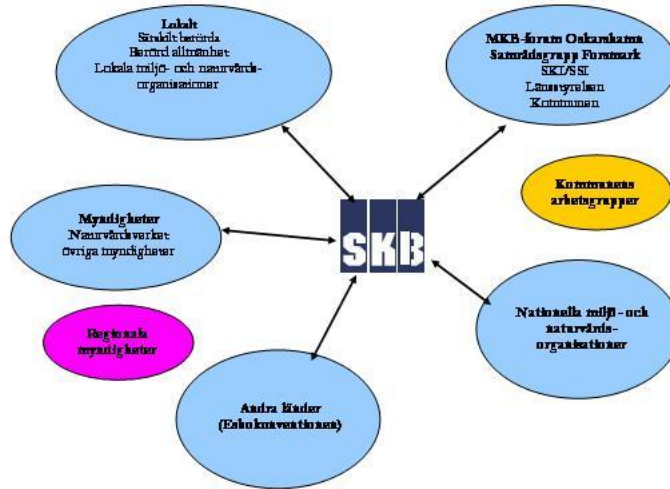 Lokalt
Särskilt berörda
Berörd allmänhet
Lokala miljö- och naturvårds-
organisationer
MKB-forum Oskarshamn
Samrådsgrupp Forsmark
SKI/SSI
Länsstyrelsen
Kommunen
Kommunens
arbetsgrupper
Myndigheter
Naturvårdsverket
övriga myndigheter
SKB
Regionala
myndigheter
Nationella miljö- och
naturvårds-
organisationer
Andra länder
(Esbokonventionen)